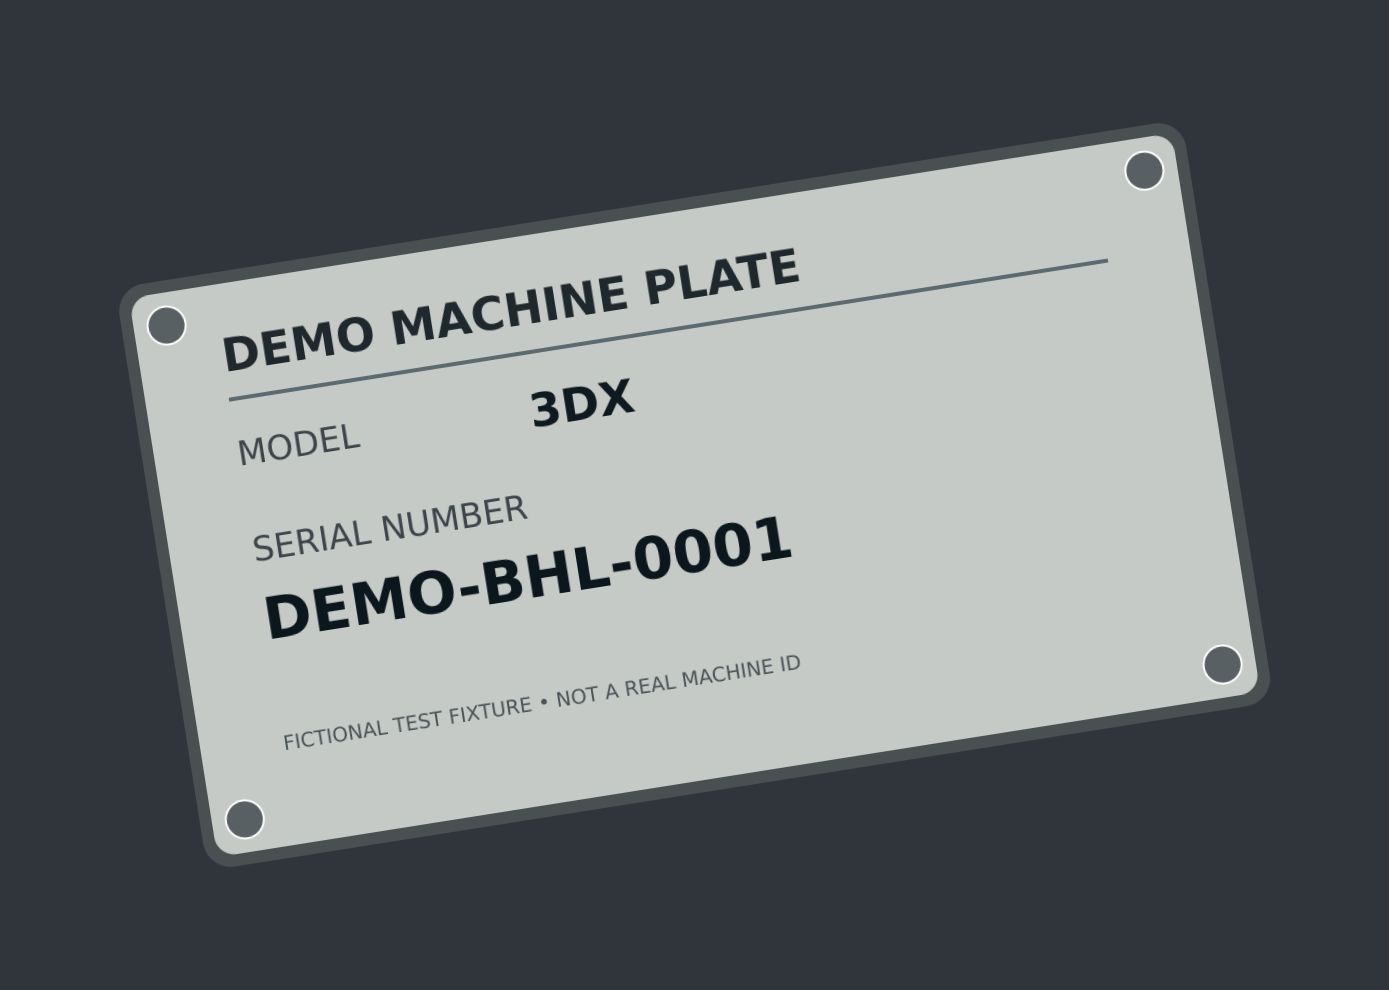 DEMO MACHINE PLATE
MODEL 3DX
SERIAL NUMBER
DEMO-BHL-0001
FICTIONAL TEST FIXTURE • NOT A REAL MACHINE ID